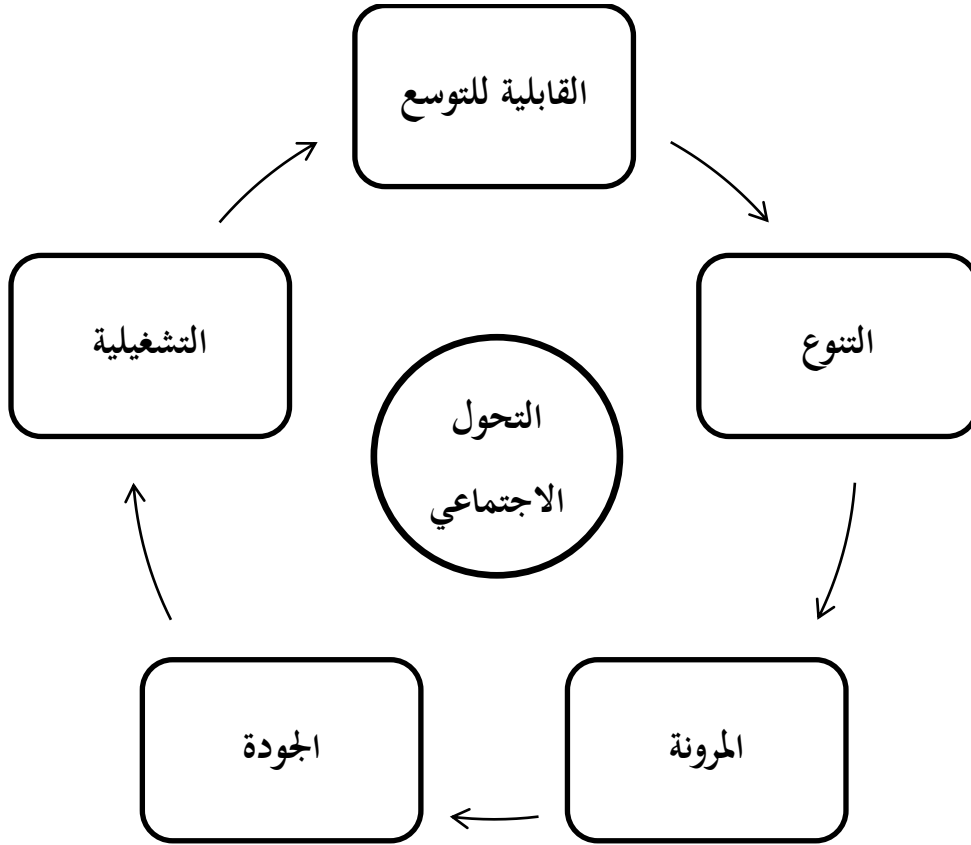 القابلية للتوسع
التنوع
التشغيلية
التحول
الاجتماعي
المرونة
الجودة